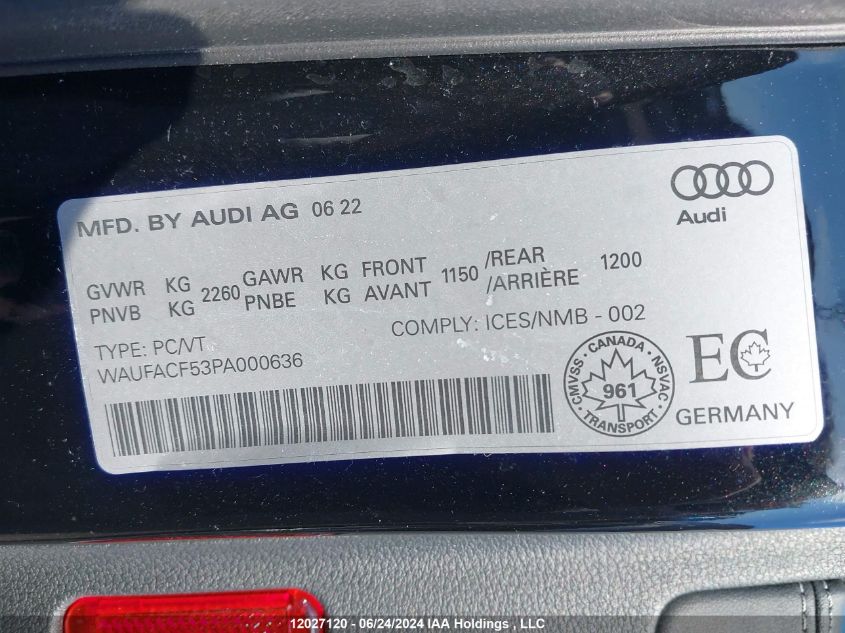 MFD. BY AUDI AG 06 22
Audi
GVWR KG 2260 GAWR KG FRONT 1150 /REAR 1200
PNVB KG PNBE KG AVANT /ARRIÈRE
COMPLY: ICES/NMB - 002
TYPE: PC/VT
WAUFACF53PA000636
CMVSS · CANADA · NSVAC
961
TRANSPORT
EC
GERMANY
12027120 - 06/24/2024 IAA Holdings , LLC